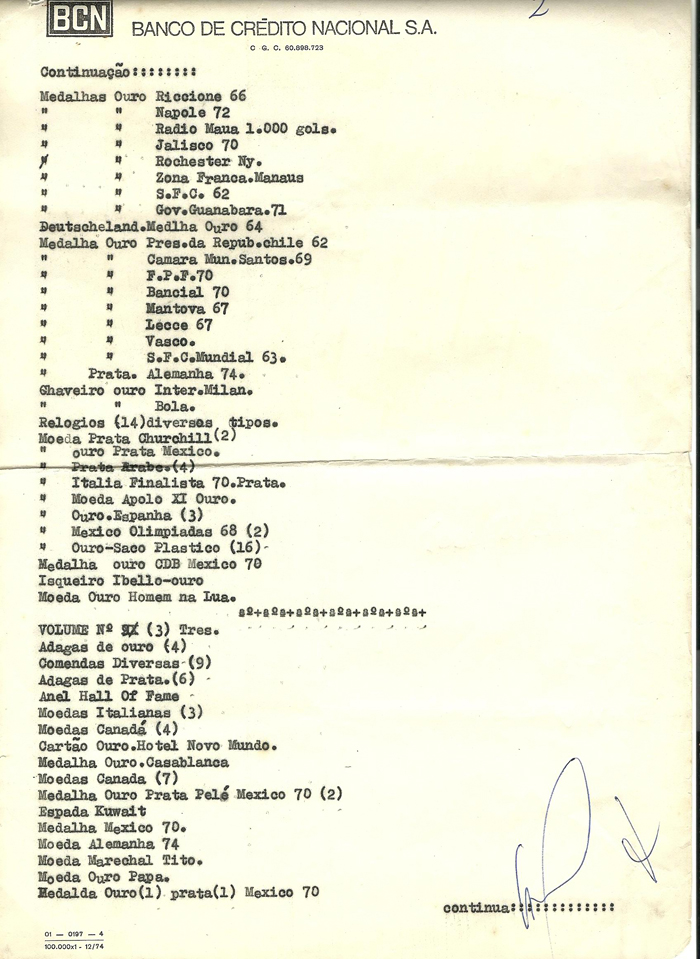 2
BCN BANCO DE CRÉDITO NACIONAL S.A.
C G. C. 60.898.723
Continuação::::::::
Medalhas Ouro Riccione 66
" " Napole 72
" " Radio Maua 1.000 gols.
" " Jalisco 70
" " Rochester Ny.
" " Zona Franca.Manaus
" " S.F.C. 62
" " Gov.Guanabara.71
Deutscheland.Medlha Ouro 64
Medalha Ouro Pres.da Repub.chile 62
" " Camara Mun.Santos.69
" " F.P.F.70
" " Bancial 70
" " Mantova 67
" " Lecce 67
" " Vasco.
" " S.F.C.Mundial 63.
" Prata. Alemanha 74.
Chaveiro ouro Inter.Milan.
" " Bola.
Relogios (14)diversos tipos.
Moeda Prata Churchill(2)
" ouro Prata Mexico.
" Prata Arabe.(4)
" Italia Finalista 70.Prata.
" Moeda Apolo XI Ouro.
" Ouro.Espanha (3)
" Mexico Olimpiadas 68 (2)
" Ouro-Saco Plastico (16)-
Medalha ouro CDB Mexico 70
Isqueiro Ibello-ouro
Moeda Ouro Homem na Lua.
aº+aº+aº+aº+aº+aº+aº+
VOLUME Nº (3) Tres.
Adagas de ouro (4)
Comendas Diversas-(9)
Adagas de Prata.(6) -
Anel Hall Of Fame -
Moedas Italianas (3)
Moedas Canadá (4)
Cartão Ouro.Hotel Novo Mundo.
Medalha Ouro.Casablanca
Moedas Canada (7)
Medalha Ouro Prata Pelé Mexico 70 (2)
Espada Kuwait
Medalha Mexico 70.
Moeda Alemanha 74
Moeda Marechal Tito.
Moeda Ouro Papa.
Medalda Ouro(1) prata(1) Mexico 70
continua:::::::::::::
01 — 0197 — 4
100.000x1 - 12/74